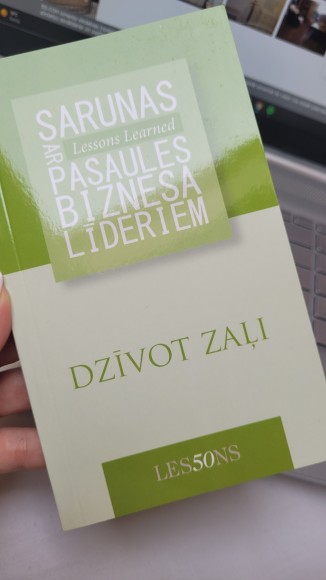 SARUNAS
Lessons Learned
AR
PASAULES
BIZNESA
LĪDERIEM
DZĪVOT ZAĻI
LES50NS